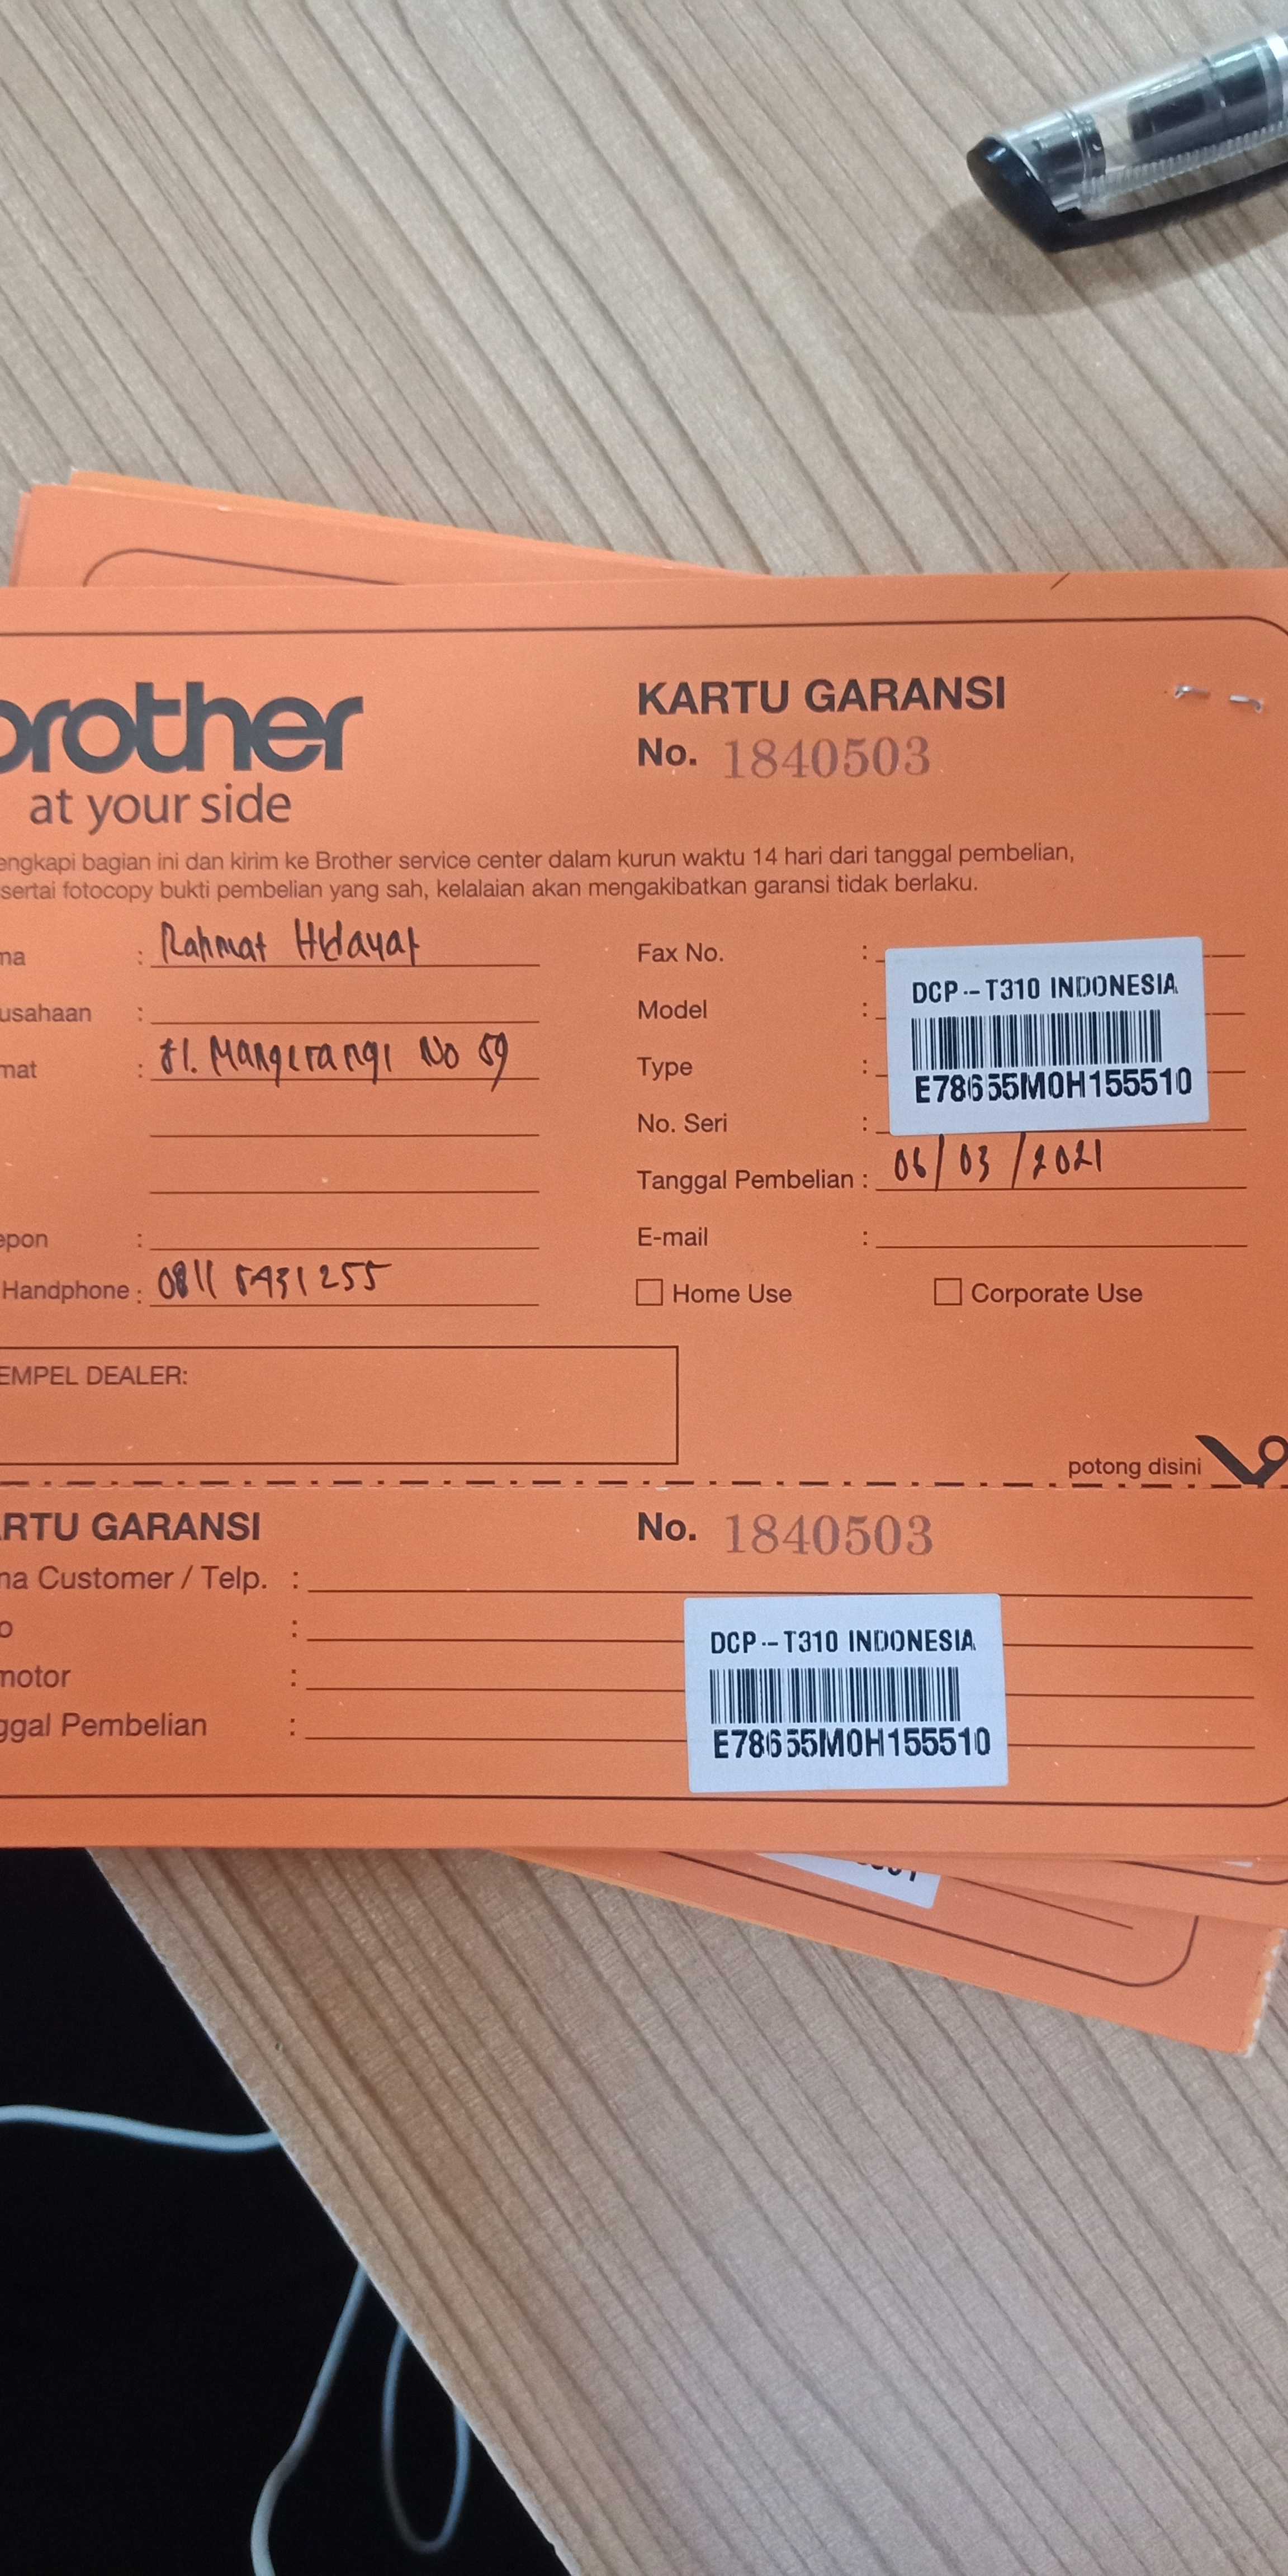 brother
at your side
KARTU GARANSI
No. 1840503
engkapi bagian ini dan kirim ke Brother service center dalam kurun waktu 14 hari dari tanggal pembelian,
sertai fotocopy bukti pembelian yang sah, kelalaian akan mengakibatkan garansi tidak berlaku.
ma : Rahmat Hidayat
usahaan :
mat : Jl. Mangerangi No 59
epon :
Handphone : 0811 5431255
Fax No. :
Model :
Type :
No. Seri :
DCP-T310 INDONESIA
E78655M0H155510
Tanggal Pembelian : 06/03/2021
E-mail :
Home Use
Corporate Use
EMPEL DEALER:
potong disini
RTU GARANSI
No. 1840503
ma Customer / Telp. :
o :
motor :
ggal Pembelian :
DCP-T310 INDONESIA
E78655M0H155510